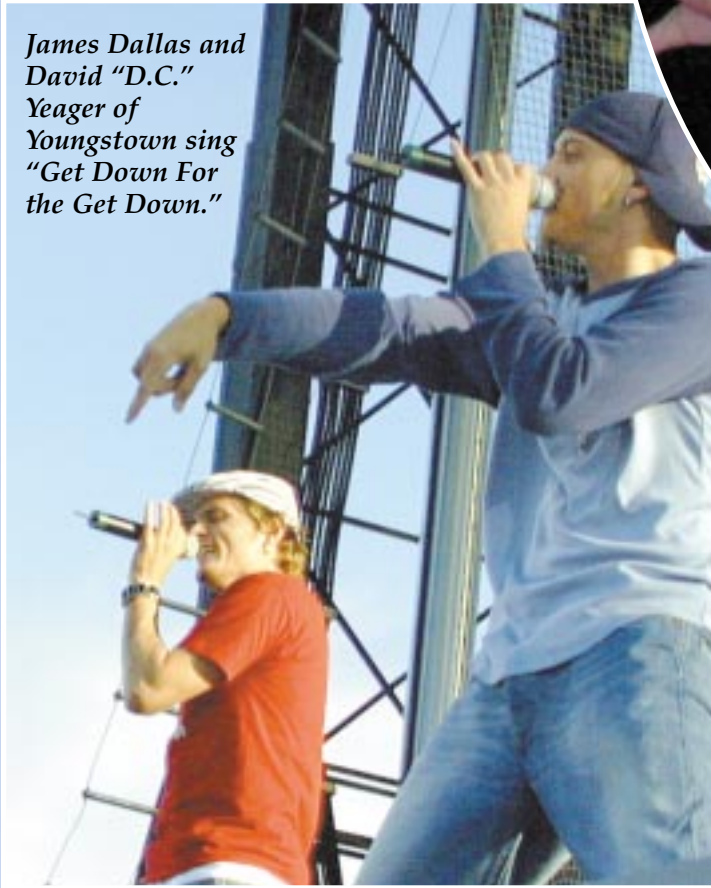 James Dallas and
David “D.C.”
Yeager of
Youngstown sing
“Get Down For
the Get Down.”